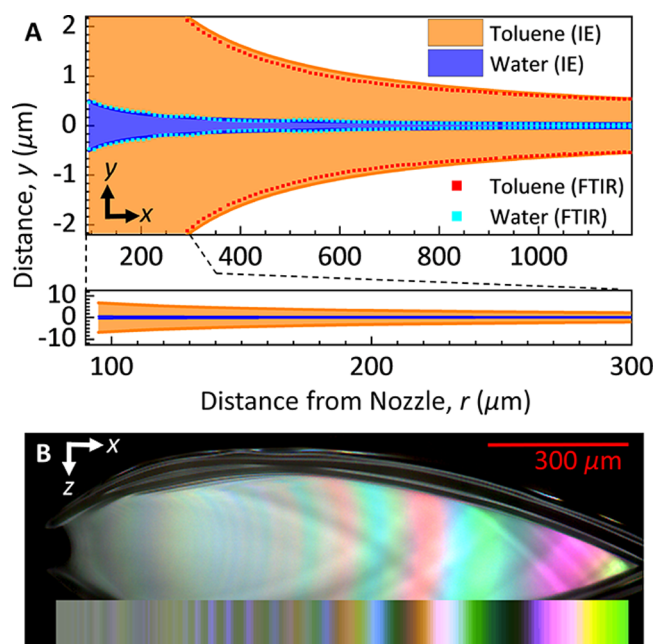 A
Toluene (IE)
Water (IE)
Toluene (FTIR)
Water (FTIR)
Distance, y (μm)
2
1
0
-1
-2
y
x
200 400 600 800 1000
10
0
-10
100 200 300
Distance from Nozzle, r (μm)
B
x
z
300 μm